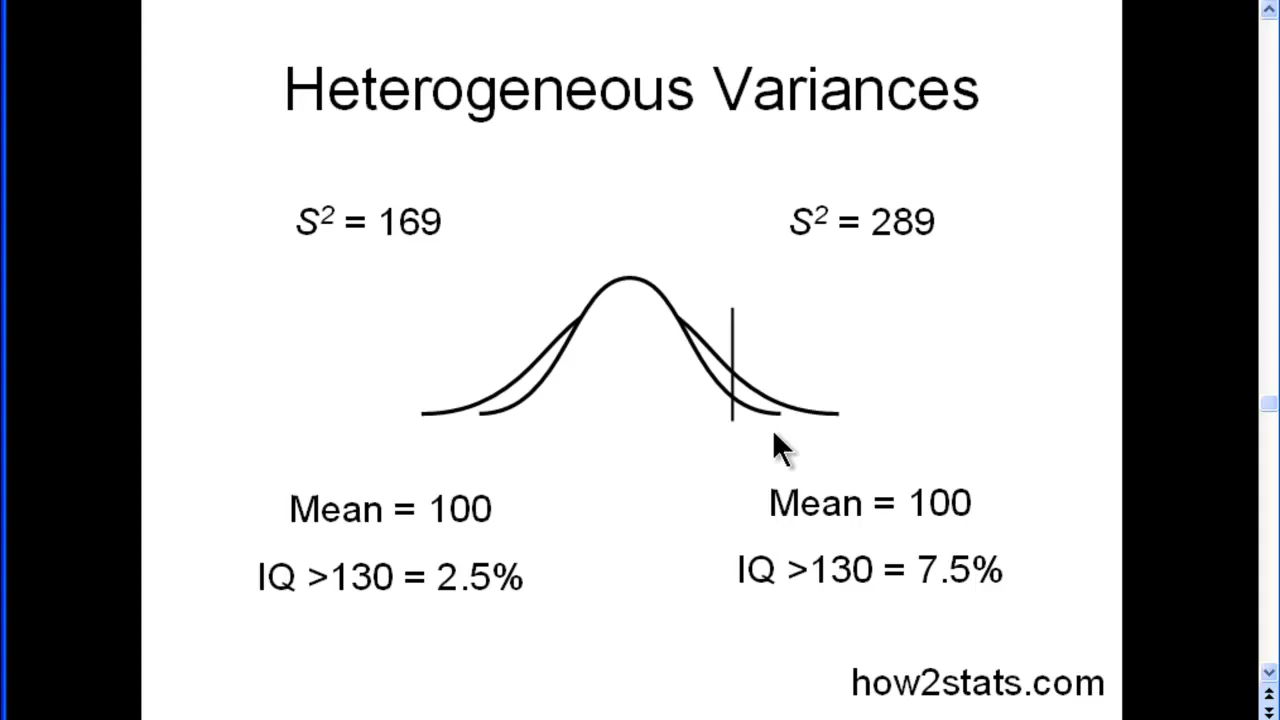 Heterogeneous Variances
S² = 169
S² = 289
Mean = 100
Mean = 100
IQ >130 = 2.5%
IQ >130 = 7.5%
how2stats.com